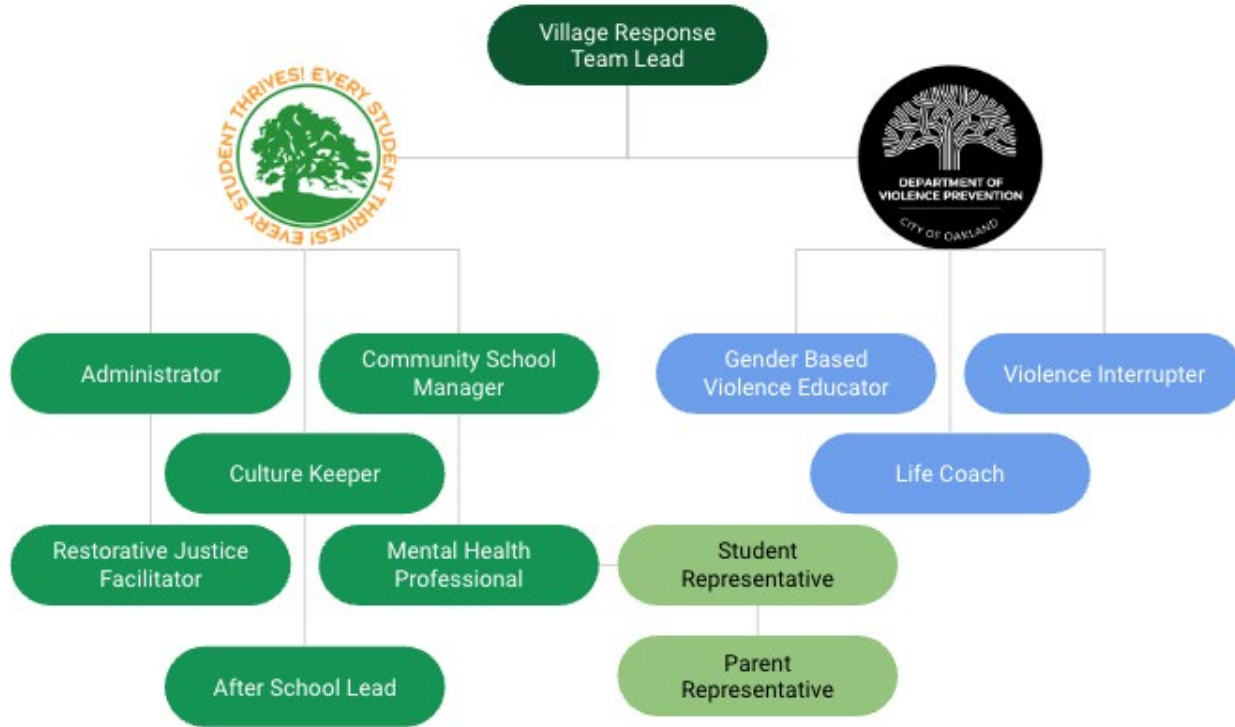 Village Response
Team Lead
EVERY STUDENT THRIVES! EVERY STUDENT THRIVES!
DEPARTMENT OF
VIOLENCE PREVENTION
CITY OF OAKLAND
Administrator
Community School
Manager
Gender Based
Violence Educator
Violence Interrupter
Culture Keeper
Life Coach
Restorative Justice
Facilitator
Mental Health
Professional
Student
Representative
After School Lead
Parent
Representative